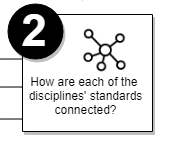 2
How are each of the
disciplines' standards
connected?